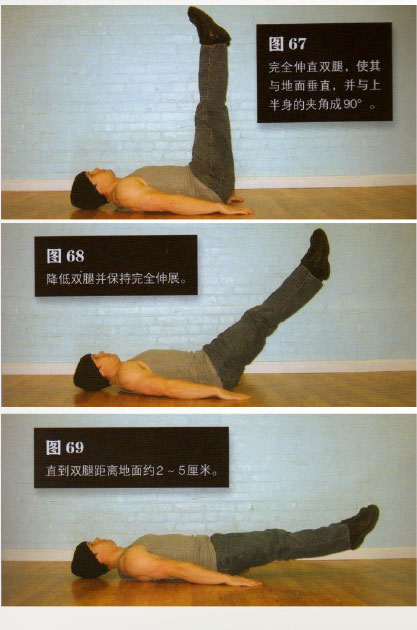 图 67
完全伸直双腿，使其
与地面垂直，并与上
半身的夹角成90°。
图 68
降低双腿并保持完全伸展。
图 69
直到双腿距离地面约2～5厘米。